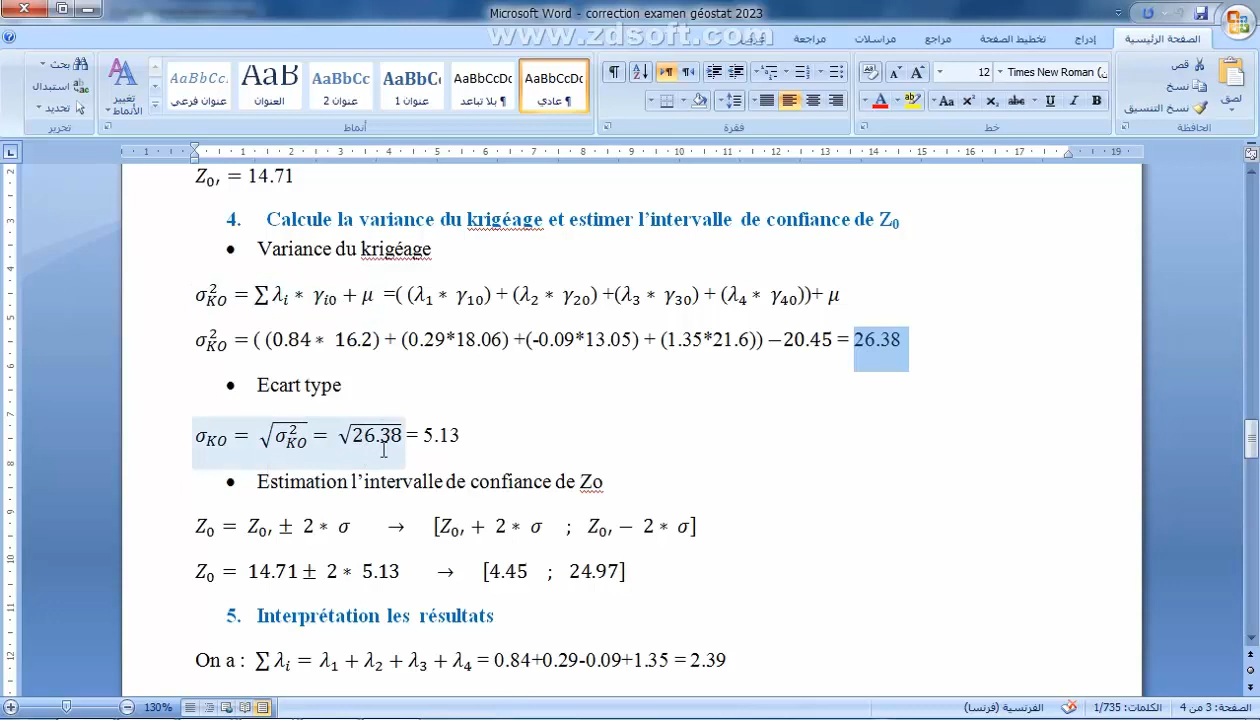 Microsoft Word - correction examen géostat 2023
www.zdsoft.com
الصفحة الرئيسية إدراج تخطيط الصفحة مراجع مراسلات مراجعة عرض
قص
نسخ
نسخ التنسيق
لصق
الحافظة
Times New Roman (
12
خط
فقرة
AaBbCcDc AaBbCcDc AaBbCc AaBbCc AaB AaBbCc
¶ عادي ¶ بلا تباعد عنوان 1 عنوان 2 العنوان عنوان فرعي
أنماط
تغيير الأنماط
بحث
استبدال
تحديد
تحرير
Z₀, = 14.71
4. Calcule la variance du krigéage et estimer l’intervalle de confiance de Z₀
• Variance du krigéage
σ²_KO = ∑ λᵢ * γᵢ₀ + μ =( (λ₁ * γ₁₀) + (λ₂ * γ₂₀) +(λ₃ * γ₃₀) + (λ₄ * γ₄₀))+ μ
σ²_KO = ( (0.84 * 16.2) + (0.29*18.06) +(-0.09*13.05) + (1.35*21.6)) −20.45 = 26.38
• Ecart type
σ_KO = √σ²_KO = √26.38 = 5.13
• Estimation l’intervalle de confiance de Zo
Z₀ = Z₀, ± 2 * σ → [Z₀, + 2 * σ ; Z₀, − 2 * σ]
Z₀ = 14.71 ± 2 * 5.13 → [4.45 ; 24.97]
5. Interprétation les résultats
On a : ∑ λᵢ = λ₁ + λ₂ + λ₃ + λ₄ = 0.84+0.29-0.09+1.35 = 2.39
الصفحة: 3 من 4 الكلمات: 1/735 الفرنسية (فرنسا) 130%